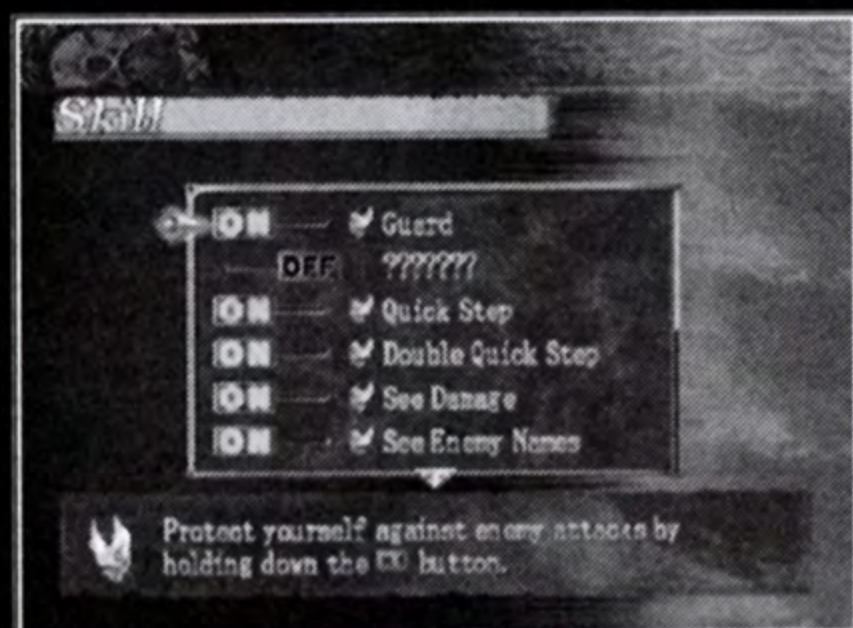 Skill
ON Guard
OFF ???????
ON Quick Step
ON Double Quick Step
ON See Damage
ON See Enemy Names
Protect yourself against enemy attacks by
holding down the button.